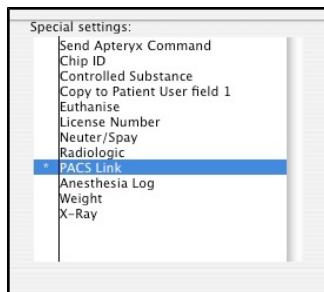 Special settings:
Send Apteryx Command
Chip ID
Controlled Substance
Copy to Patient User field 1
Euthanise
License Number
Neuter/Spay
Radiologic
* PACS Link
Anesthesia Log
Weight
X-Ray